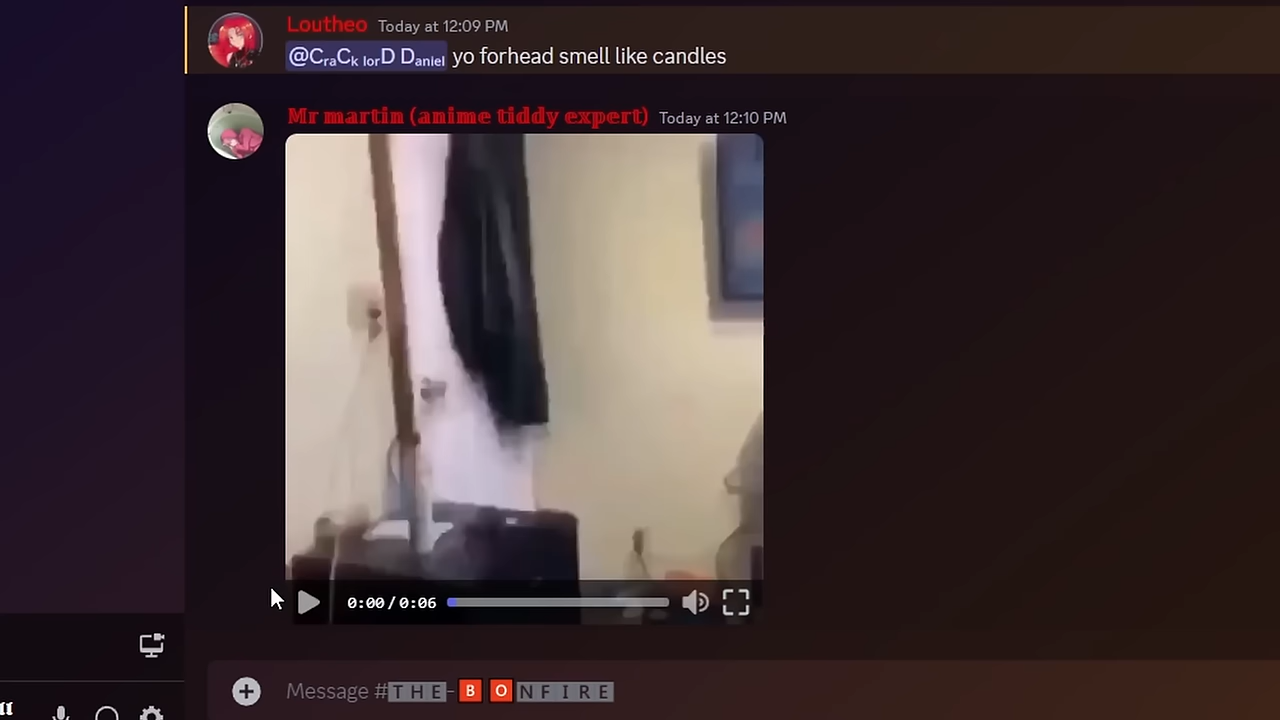 Loutheo Today at 12:09 PM
@CraCk lorD Daniel yo forhead smell like candles
Mr martin (anime tiddy expert) Today at 12:10 PM
0:00 / 0:06
Message #THE-BONFIRE